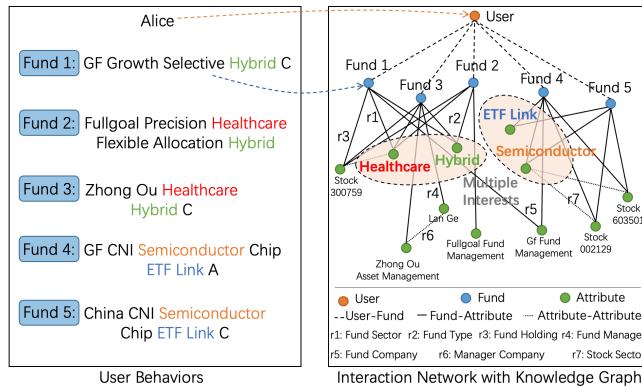 Alice
Fund 1: GF Growth Selective Hybrid C
Fund 2: Fullgoal Precision Healthcare
Flexible Allocation Hybrid
Fund 3: Zhong Ou Healthcare
Hybrid C
Fund 4: GF CNI Semiconductor Chip
ETF Link A
Fund 5: China CNI Semiconductor
Chip ETF Link C
User Behaviors
User
Fund 1
Fund 2
Fund 3
Fund 4
Fund 5
ETF Link
r1
r2
r3
Semiconductor
Healthcare
Hybrid
Stock
300759
Multiple
Interests
r4
r5
r6
r7
Lan Ge
Stock
603501
Zhong Ou
Asset Management
Fullgoal Fund
Management
Gf Fund
Management
Stock
002129
User
Fund
Attribute
User-Fund
Fund-Attribute
Attribute-Attribute
r1: Fund Sector r2: Fund Type r3: Fund Holding r4: Fund Manage
r5: Fund Company r6: Manager Company r7: Stock Secto
Interaction Network with Knowledge Graph